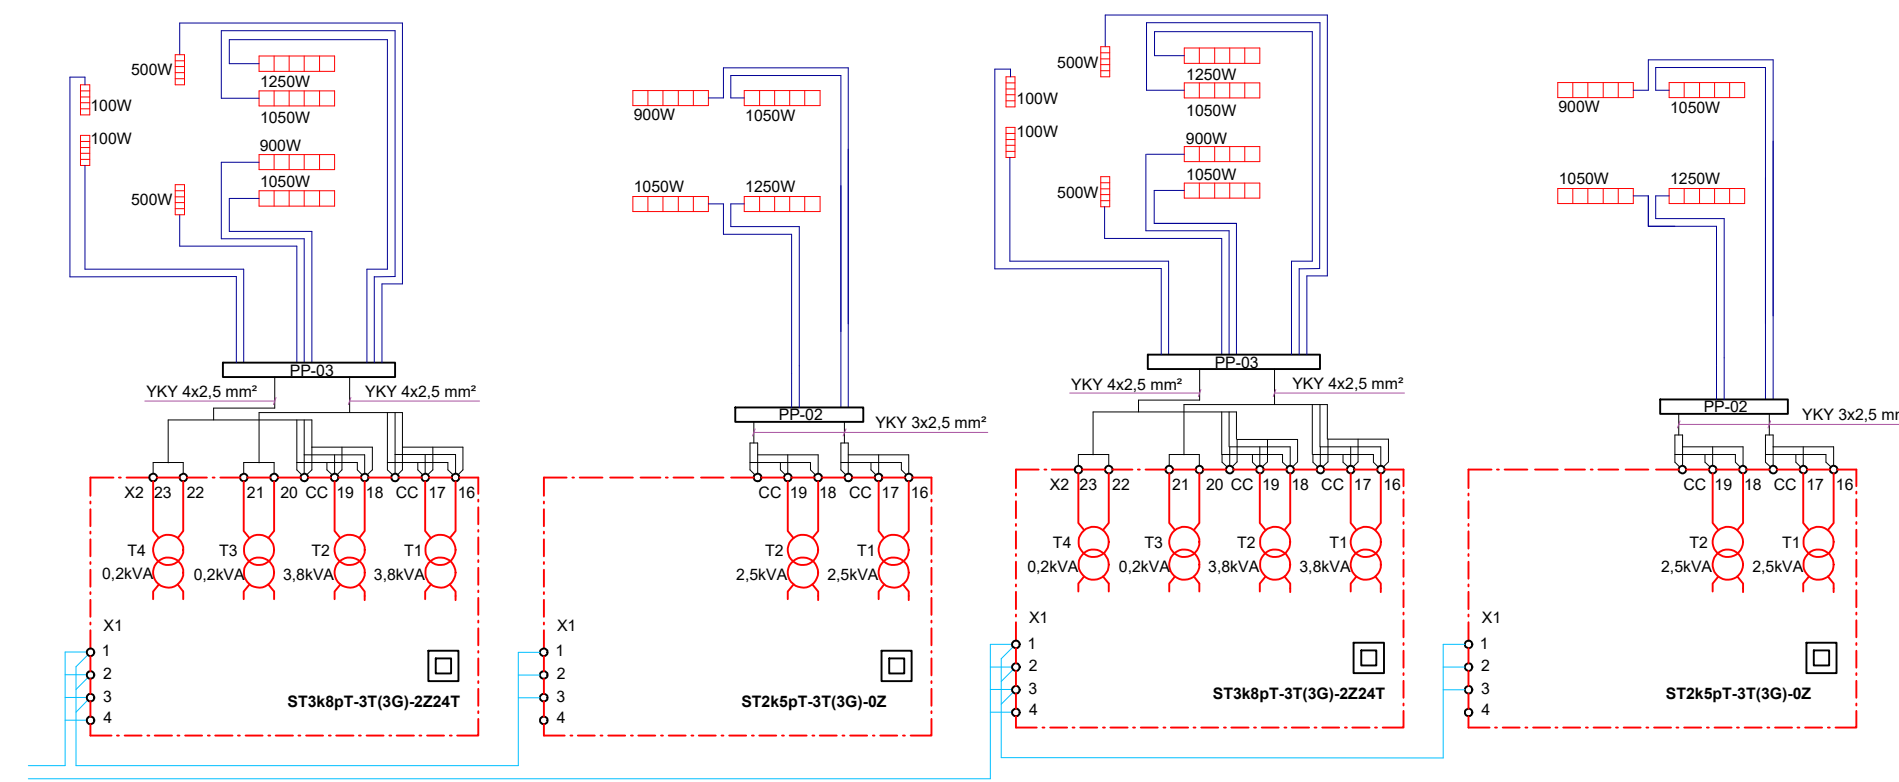 500W
1250W
100W
1050W
100W
900W
1050W
500W
PP-03
YKY 4x2,5 mm²
YKY 4x2,5 mm²
X2 23 22 21 20 CC 19 18 CC 17 16
T4 T3 T2 T1
0,2kVA 0,2kVA 3,8kVA 3,8kVA
X1
1
2
3
4
ST3k8pT-3T(3G)-2Z24T
900W 1050W
1050W 1250W
PP-02
YKY 3x2,5 mm²
CC 19 18 CC 17 16
T2 T1
2,5kVA 2,5kVA
X1
1
2
3
4
ST2k5pT-3T(3G)-0Z
500W
1250W
100W
1050W
100W
900W
1050W
500W
PP-03
YKY 4x2,5 mm²
YKY 4x2,5 mm²
X2 23 22 21 20 CC 19 18 CC 17 16
T4 T3 T2 T1
0,2kVA 0,2kVA 3,8kVA 3,8kVA
X1
1
2
3
4
ST3k8pT-3T(3G)-2Z24T
900W 1050W
1050W 1250W
PP-02
YKY 3x2,5 mm
CC 19 18 CC 17 16
T2 T1
2,5kVA 2,5kVA
X1
1
2
3
4
ST2k5pT-3T(3G)-0Z